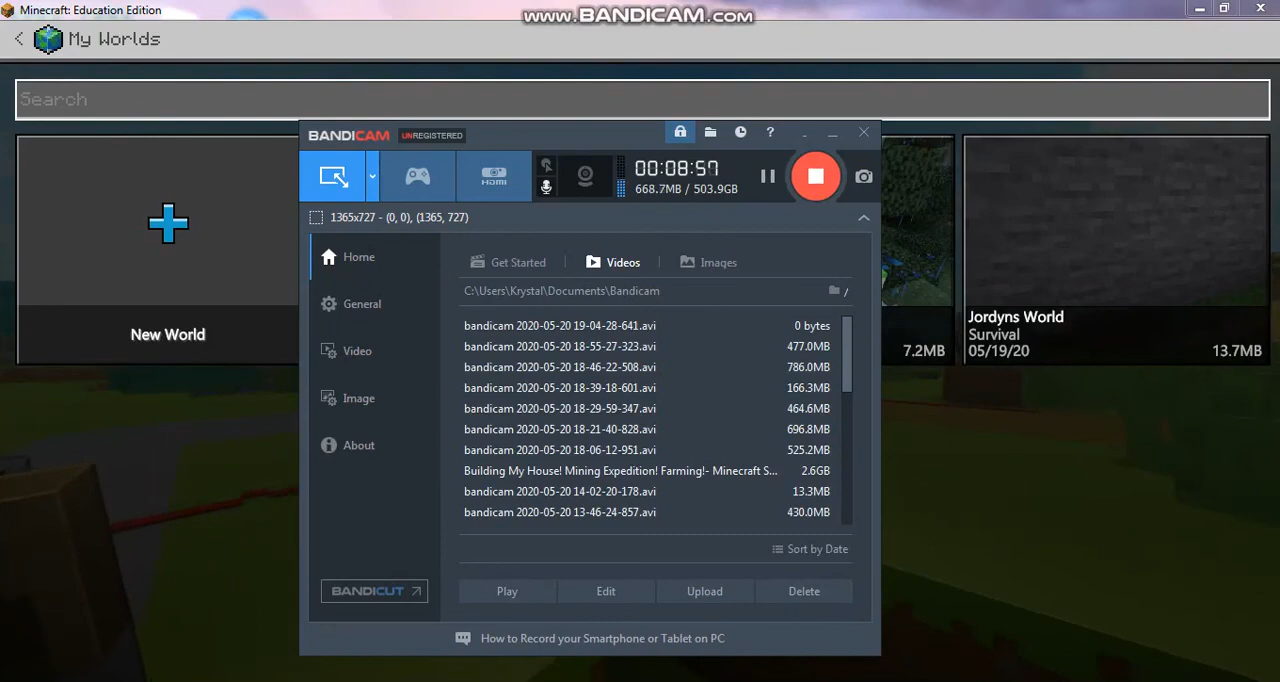 Minecraft: Education Edition
www.BANDICAM.com
My Worlds
Search
BANDICAM UNREGISTERED
00:08:57
668.7MB / 503.9GB
HDMI
1365x727 - (0, 0), (1365, 727)
Home
General
Video
Image
About
BANDICUT
Get Started
Videos
Images
C:\Users\Krystal\Documents\Bandicam
/
bandicam 2020-05-20 19-04-28-641.avi 0 bytes
bandicam 2020-05-20 18-55-27-323.avi 477.0MB
bandicam 2020-05-20 18-46-22-508.avi 786.0MB
bandicam 2020-05-20 18-39-18-601.avi 166.3MB
bandicam 2020-05-20 18-29-59-347.avi 464.6MB
bandicam 2020-05-20 18-21-40-828.avi 696.8MB
bandicam 2020-05-20 18-06-12-951.avi 525.2MB
Building My House! Mining Expedition! Farming!- Minecraft S... 2.6GB
bandicam 2020-05-20 14-02-20-178.avi 13.3MB
bandicam 2020-05-20 13-46-24-857.avi 430.0MB
Sort by Date
Play Edit Upload Delete
How to Record your Smartphone or Tablet on PC
New World
7.2MB
Jordyns World
Survival
05/19/20 13.7MB